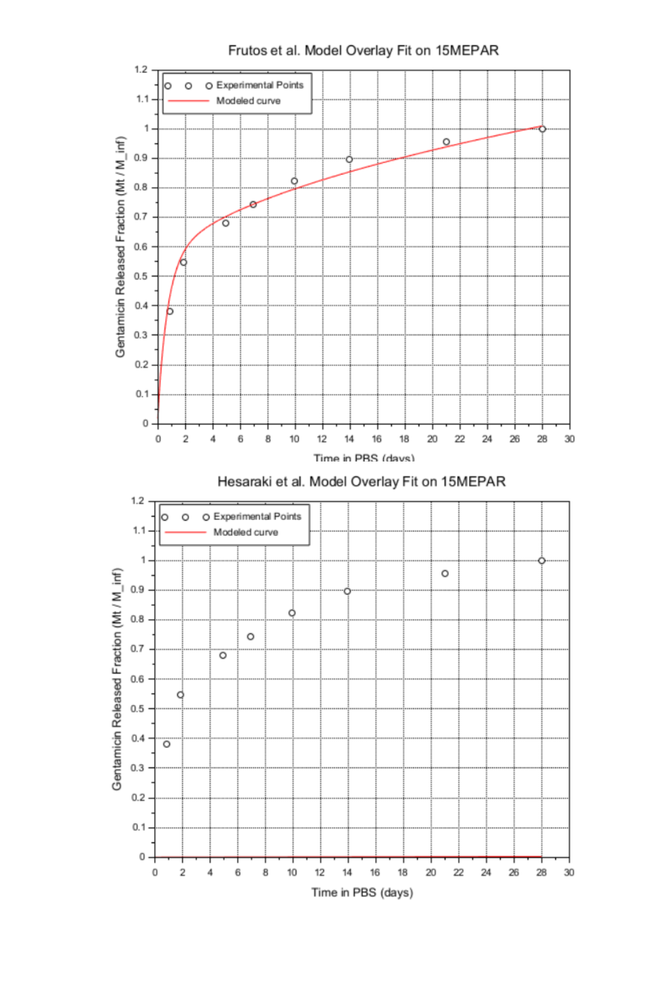 Frutos et al. Model Overlay Fit on 15MEPAR
1.2
1.1
1
0.9
0.8
0.7
0.6
0.5
0.4
0.3
0.2
0.1
0
Gentamicin Released Fraction (Mt / M_inf)
Experimental Points
Modeled curve
0 2 4 6 8 10 12 14 16 18 20 22 24 26 28 30
Time in PBS (days)
Hesaraki et al. Model Overlay Fit on 15MEPAR
1.2
1.1
1
0.9
0.8
0.7
0.6
0.5
0.4
0.3
0.2
0.1
0
Gentamicin Released Fraction (Mt / M_inf)
Experimental Points
Modeled curve
0 2 4 6 8 10 12 14 16 18 20 22 24 26 28 30
Time in PBS (days)